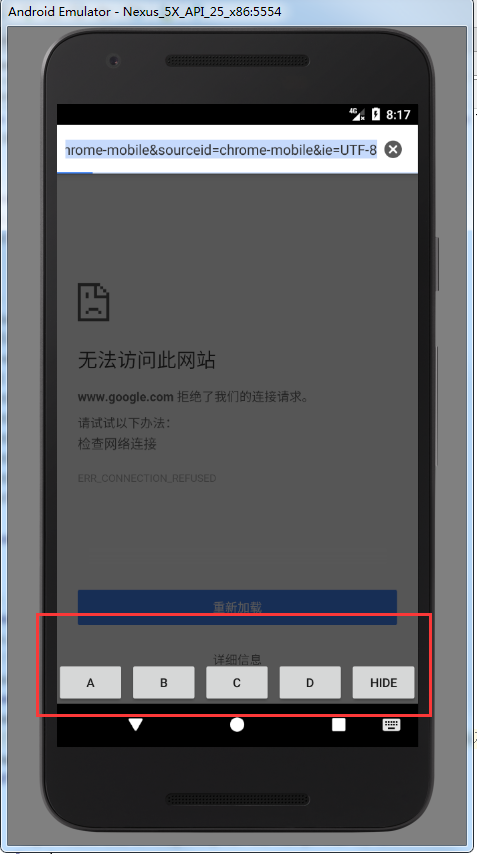 Android Emulator - Nexus_5X_API_25_x86:5554
4G 8:17
hrome-mobile&sourceid=chrome-mobile&ie=UTF-8
无法访问此网站
www.google.com 拒绝了我们的连接请求。
请试试以下办法：
检查网络连接
ERR_CONNECTION_REFUSED
重新加载
详细信息
A B C D HIDE